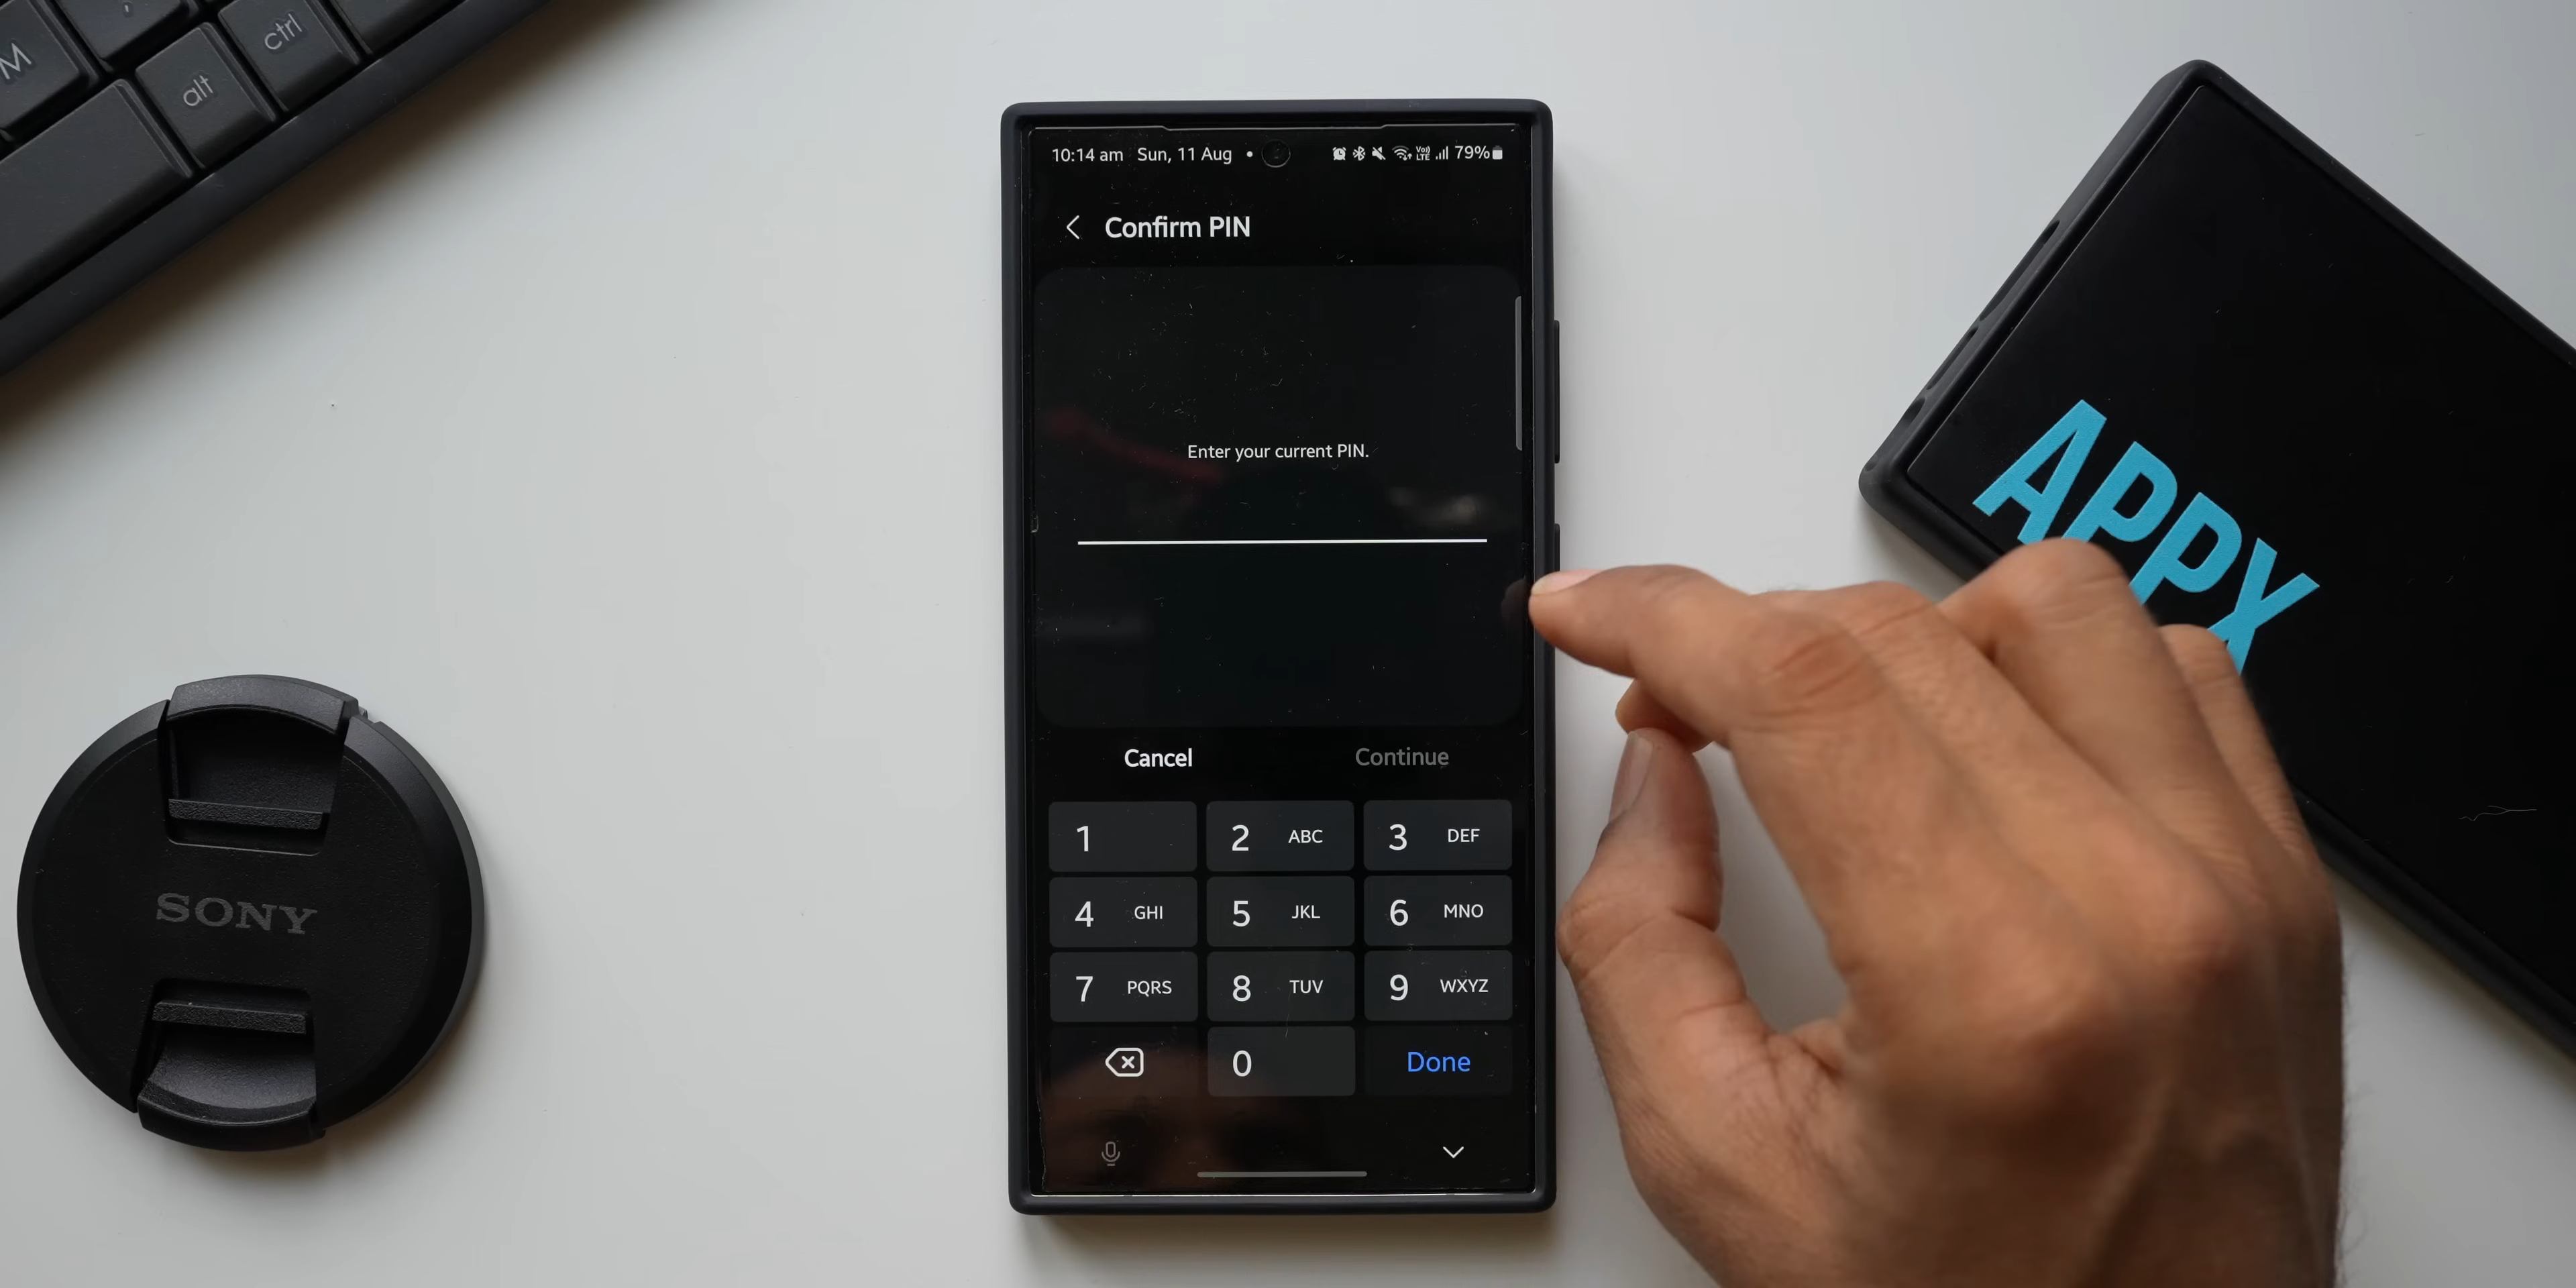 M
alt
ctrl
10:14 am Sun, 11 Aug
VoI) LTE
79%
Confirm PIN
Enter your current PIN.
Cancel
Continue
1
2 ABC
3 DEF
4 GHI
5 JKL
6 MNO
7 PQRS
8 TUV
9 WXYZ
0
Done
SONY
APPX